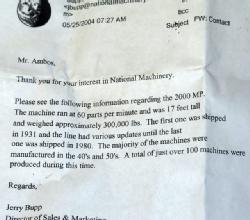 <jbupp@nationalmachinery.
05/25/2004 07:27 AM
bcc
Subject FW: Contact
Mr. Ambos,
Thank you for your interest in National Machinery.
Please see the following information regarding the 2000 MP.
The machine ran at 60 parts per minute and was 17 feet tall
and weighed approximately 300,000 lbs. The first one was shipped
in 1931 and the line had various updates until the last
one was shipped in 1980. The majority of the machines were
manufactured in the 40's and 50's. A total of just over 100 machines were
produced during this time.
Regards,
Jerry Bupp
Director of Sales & Marketing